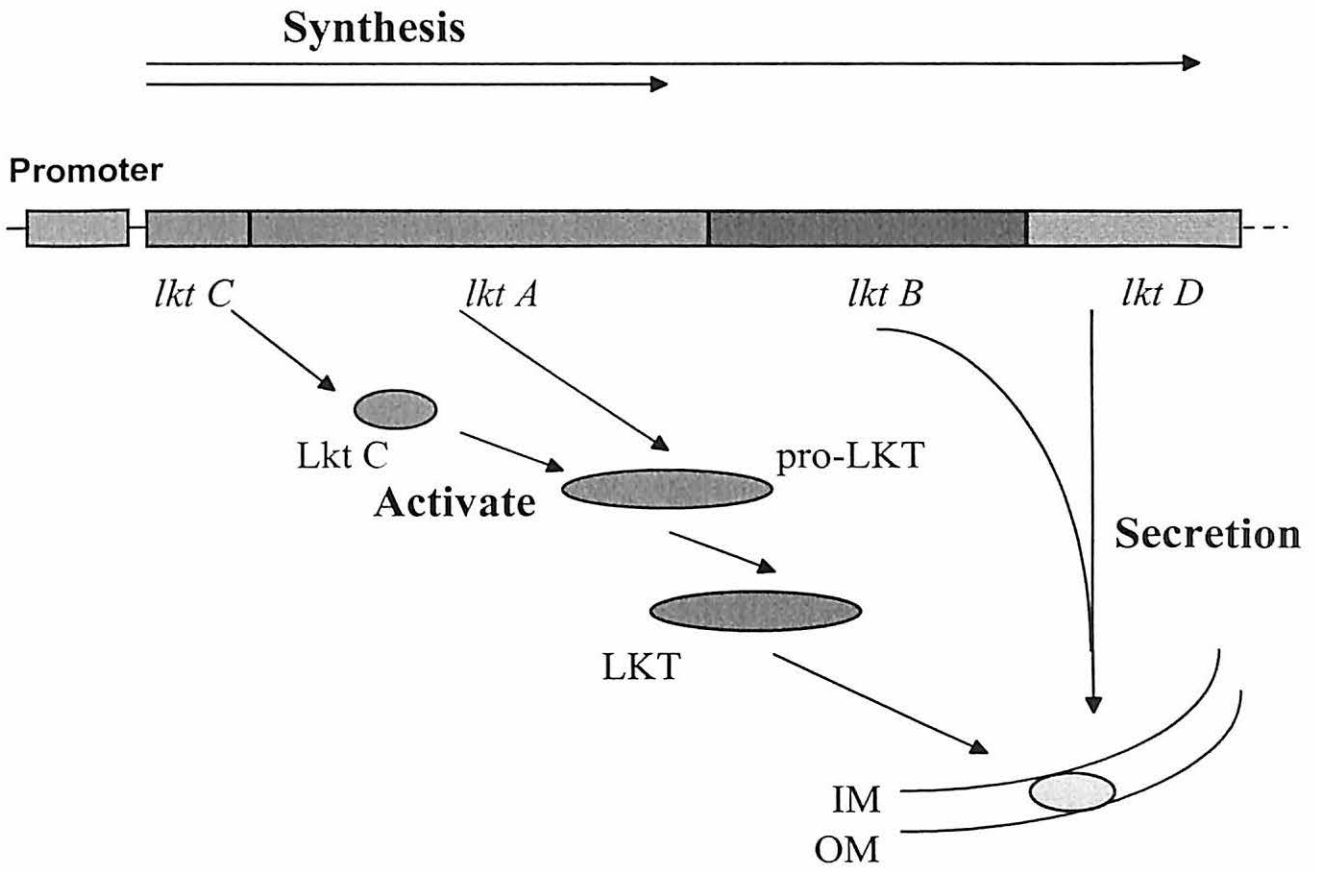 Synthesis
Promoter
lkt C lkt A lkt B lkt D
Lkt C
pro-LKT
Activate
Secretion
LKT
IM
OM